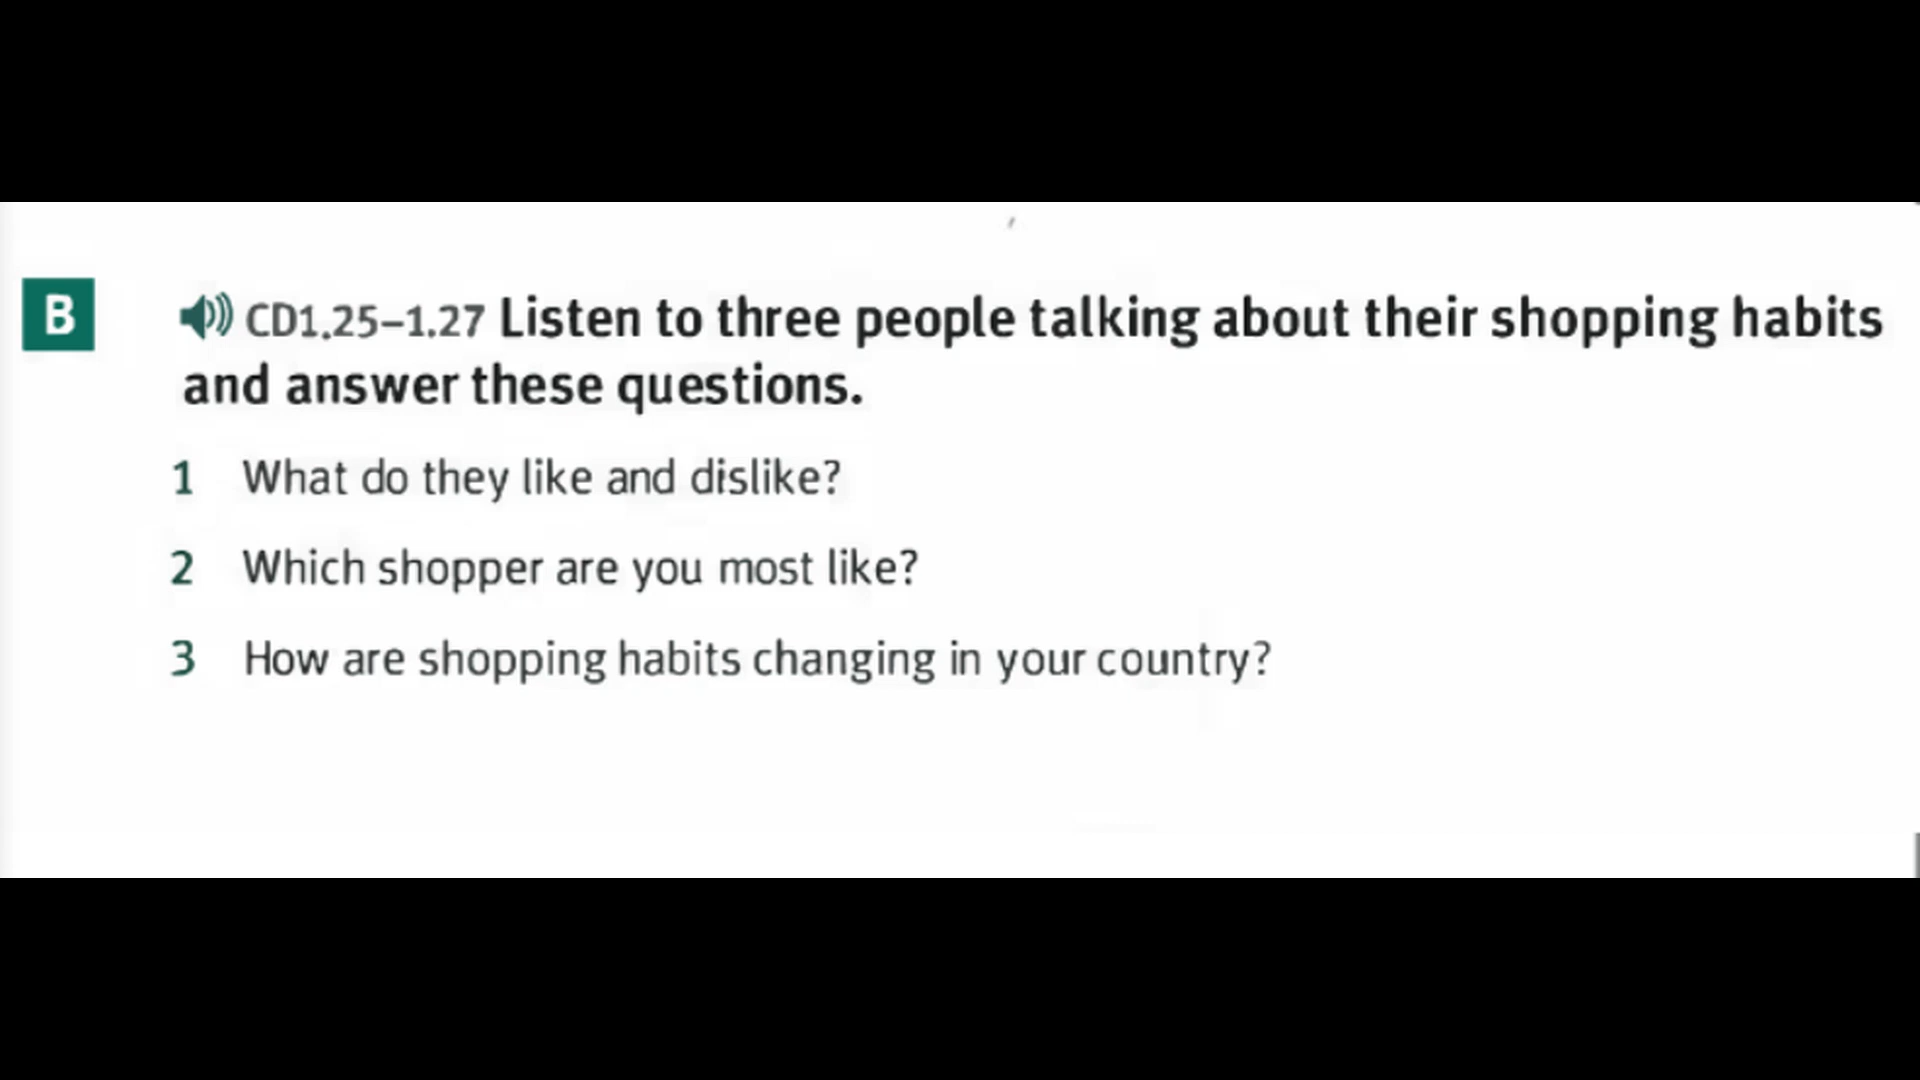 B CD1.25–1.27 Listen to three people talking about their shopping habits
and answer these questions.
1 What do they like and dislike?
2 Which shopper are you most like?
3 How are shopping habits changing in your country?